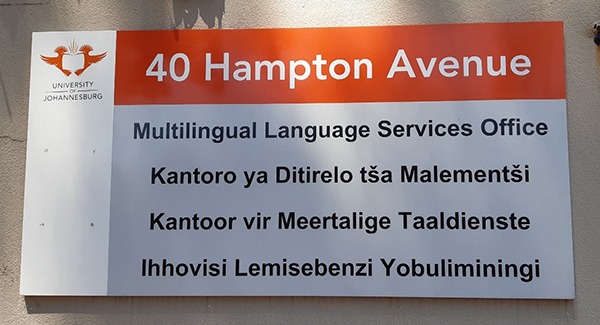 UNIVERSITY
OF
JOHANNESBURG
40 Hampton Avenue
Multilingual Language Services Office
Kantoro ya Ditirelo tša Malementši
Kantoor vir Meertalige Taaldienste
Ihhovisi Lemisebenzi Yobuliminingi